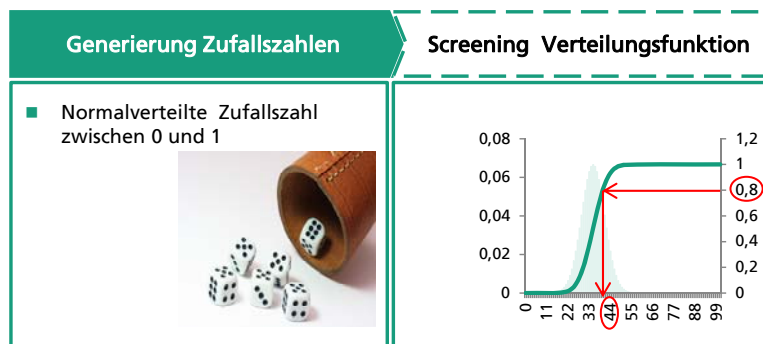 Generierung Zufallszahlen
Screening Verteilungsfunktion
Normalverteilte Zufallszahl
zwischen 0 und 1
0,08
0,06
0,04
0,02
0
1,2
1
0,8
0,6
0,4
0,2
0
0 11 22 33 44 55 66 77 88 99